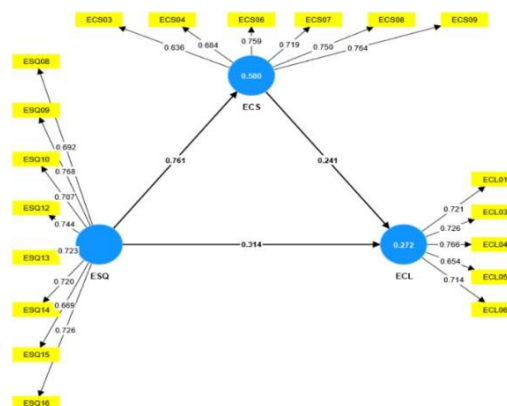 ECS03
ECS04
ECS06
ECS07
ECS08
ECS09
0.636
0.684
0.759
0.719
0.750
0.764
0.580
ECS
ESQ08
ESQ09
ESQ10
ESQ12
ESQ13
ESQ14
ESQ15
ESQ16
0.692
0.768
0.707
0.744
0.723
0.720
0.669
0.726
ESQ
0.761
0.241
0.314
0.272
ECL
0.721
0.726
0.766
0.654
0.714
ECL01
ECL03
ECL04
ECL05
ECL06